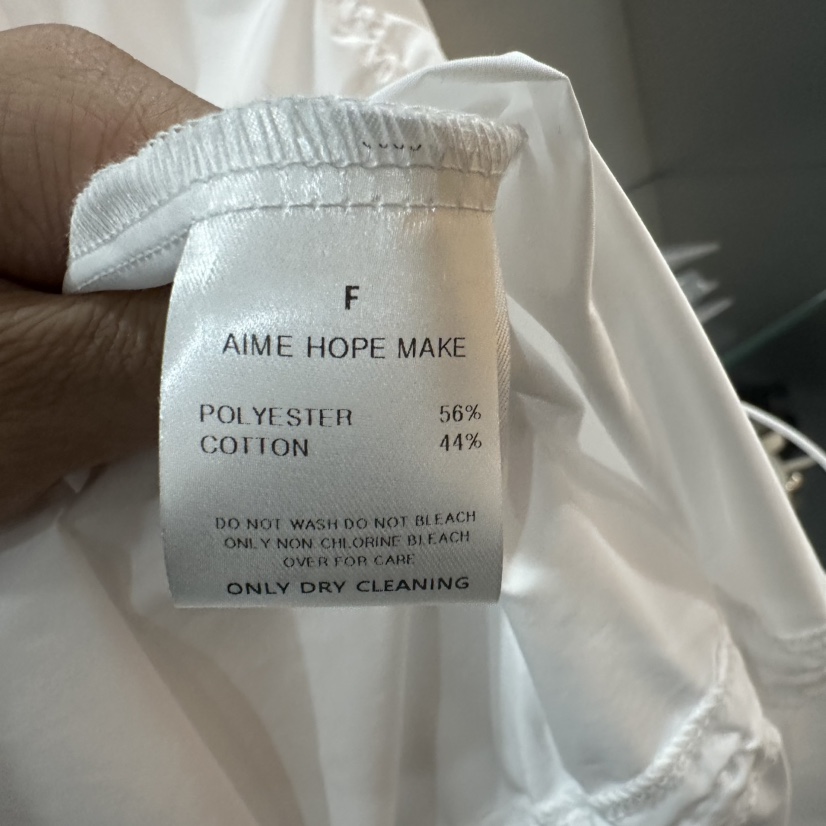 F
AIME HOPE MAKE
POLYESTER 56%
COTTON 44%
DO NOT WASH DO NOT BLEACH
ONLY NON CHLORINE BLEACH
OVER FOR CARE
ONLY DRY CLEANING